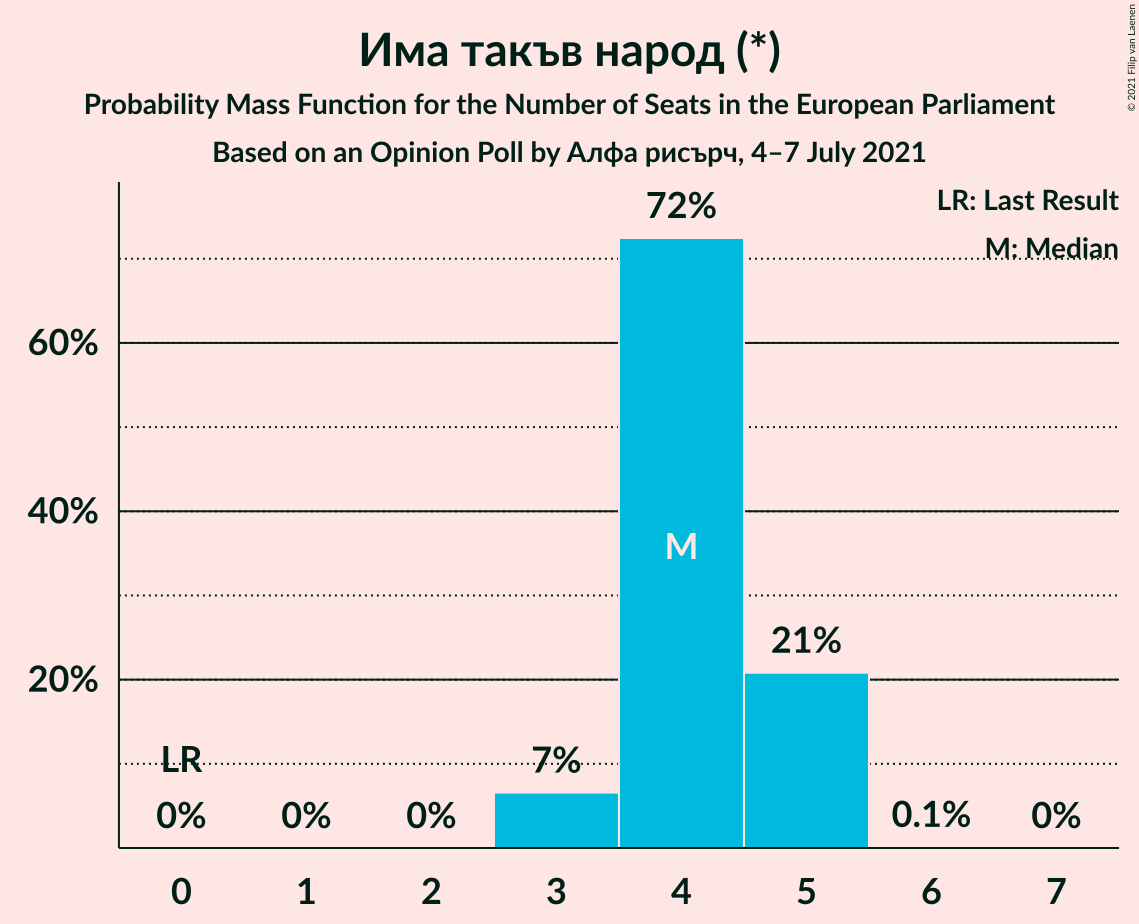 Има такъв народ (*)
Probability Mass Function for the Number of Seats in the European Parliament
Based on an Opinion Poll by Алфа рисърч, 4–7 July 2021
© 2021 Filip van Laenen
LR: Last Result
M: Median
72%
60%
40%
M
21%
20%
LR
7%
0%
0%
0%
0.1%
0%
0
1
2
3
4
5
6
7